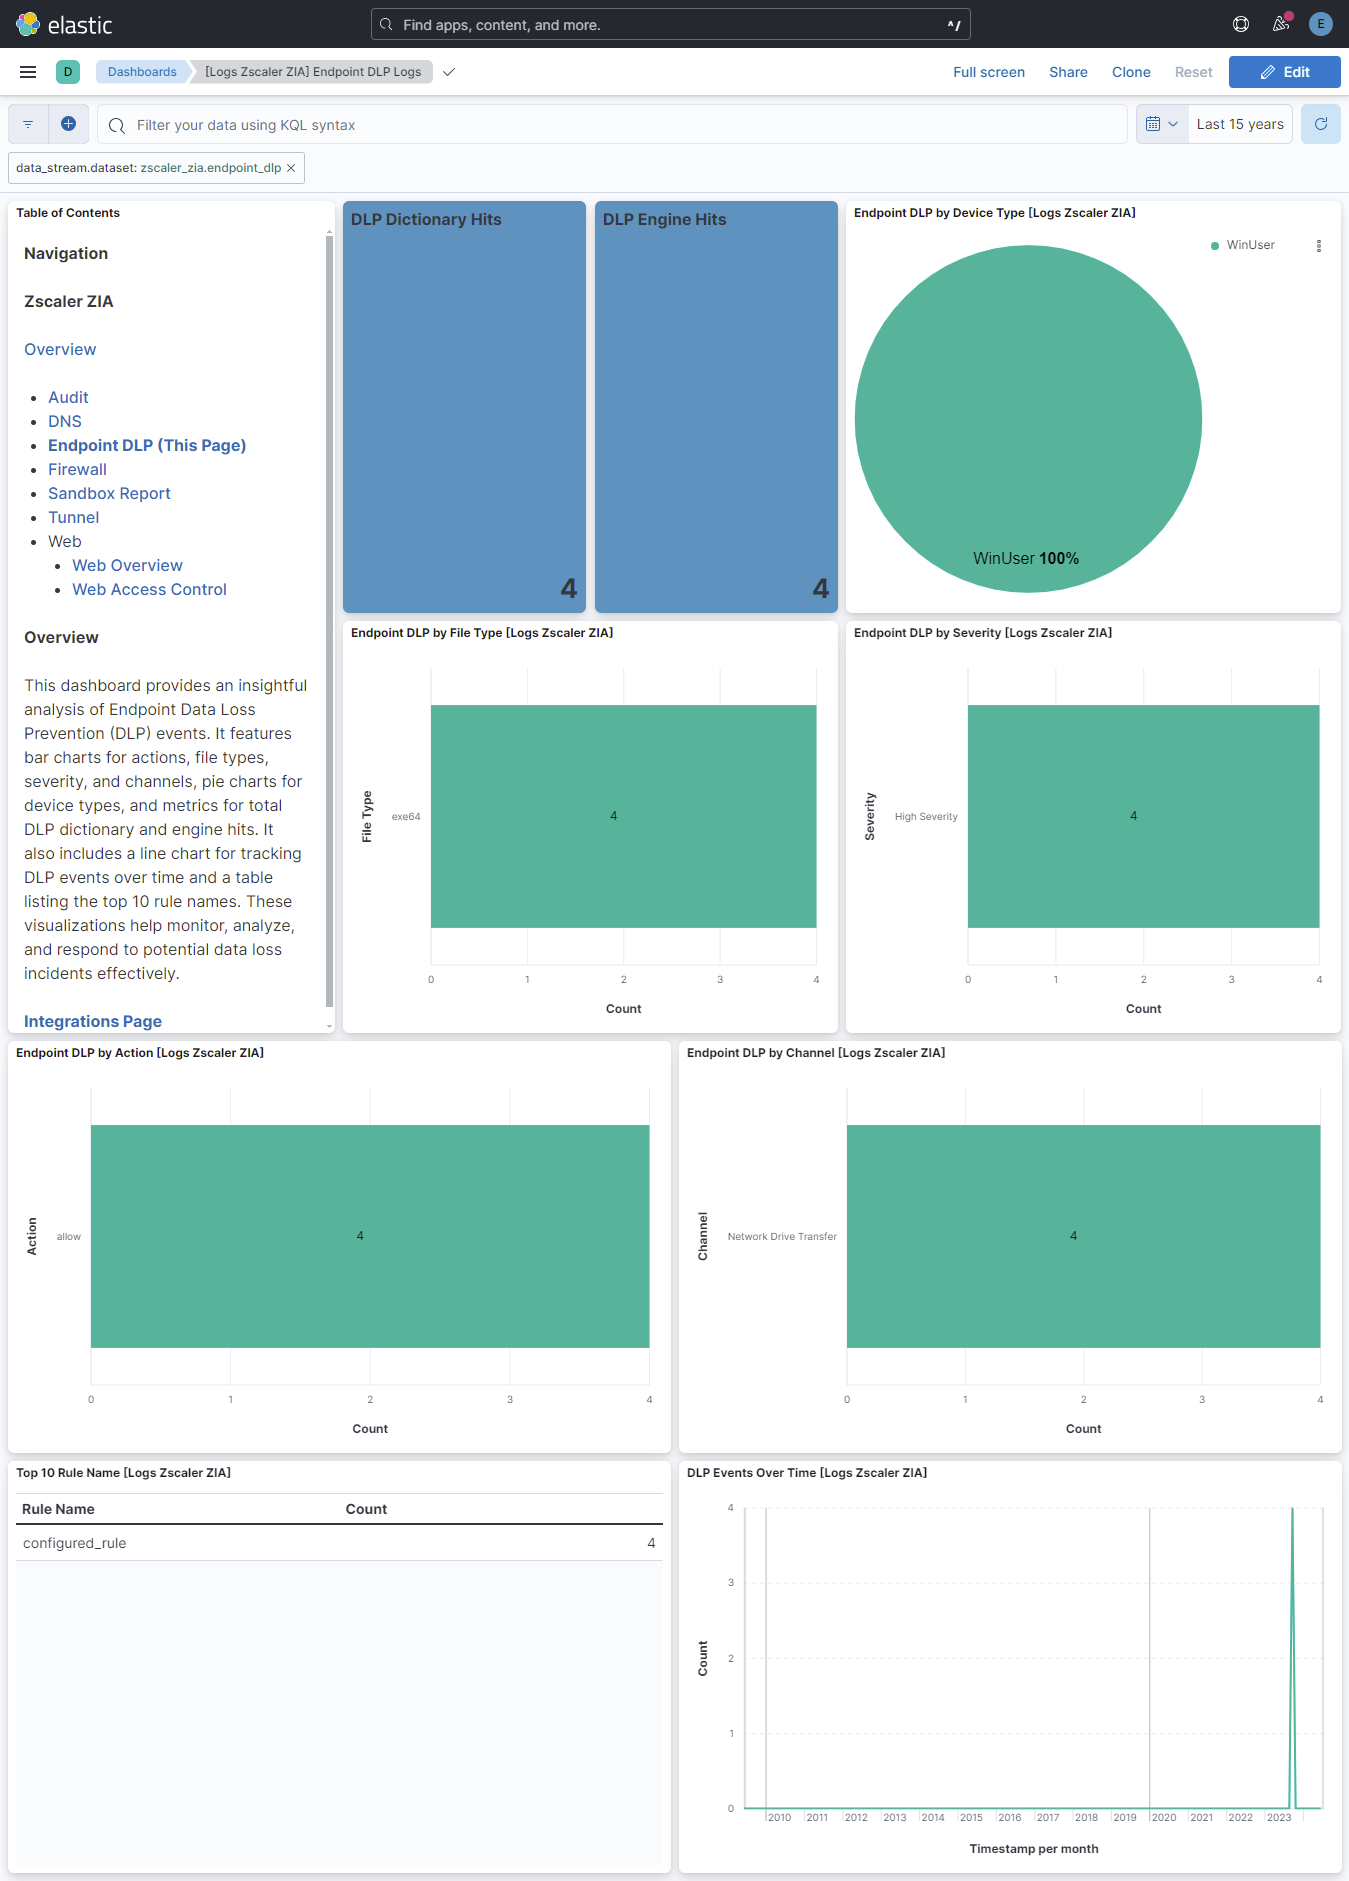 elastic
Find apps, content, and more.
^/
E
D
Dashboards
[Logs Zscaler ZIA] Endpoint DLP Logs
Full screen
Share
Clone
Reset
Edit
Filter your data using KQL syntax
Last 15 years
data_stream.dataset: zscaler_zia.endpoint_dlp
Table of Contents
Navigation
Zscaler ZIA
Overview
Audit
DNS
Endpoint DLP (This Page)
Firewall
Sandbox Report
Tunnel
Web
Web Overview
Web Access Control
Overview
This dashboard provides an insightful
analysis of Endpoint Data Loss
Prevention (DLP) events. It features
bar charts for actions, file types,
severity, and channels, pie charts for
device types, and metrics for total
DLP dictionary and engine hits. It
also includes a line chart for tracking
DLP events over time and a table
listing the top 10 rule names. These
visualizations help monitor, analyze,
and respond to potential data loss
incidents effectively.
Integrations Page
DLP Dictionary Hits
4
DLP Engine Hits
4
Endpoint DLP by Device Type [Logs Zscaler ZIA]
WinUser
WinUser 100%
Endpoint DLP by File Type [Logs Zscaler ZIA]
File Type
exe64
4
0 1 2 3 4
Count
Endpoint DLP by Severity [Logs Zscaler ZIA]
Severity
High Severity
4
0 1 2 3 4
Count
Endpoint DLP by Action [Logs Zscaler ZIA]
Action
allow
4
0 1 2 3 4
Count
Endpoint DLP by Channel [Logs Zscaler ZIA]
Channel
Network Drive Transfer
4
0 1 2 3 4
Count
Top 10 Rule Name [Logs Zscaler ZIA]
Rule Name Count
configured_rule 4
DLP Events Over Time [Logs Zscaler ZIA]
Count
4
3
2
1
0
2010 2011 2012 2013 2014 2015 2016 2017 2018 2019 2020 2021 2022 2023
Timestamp per month